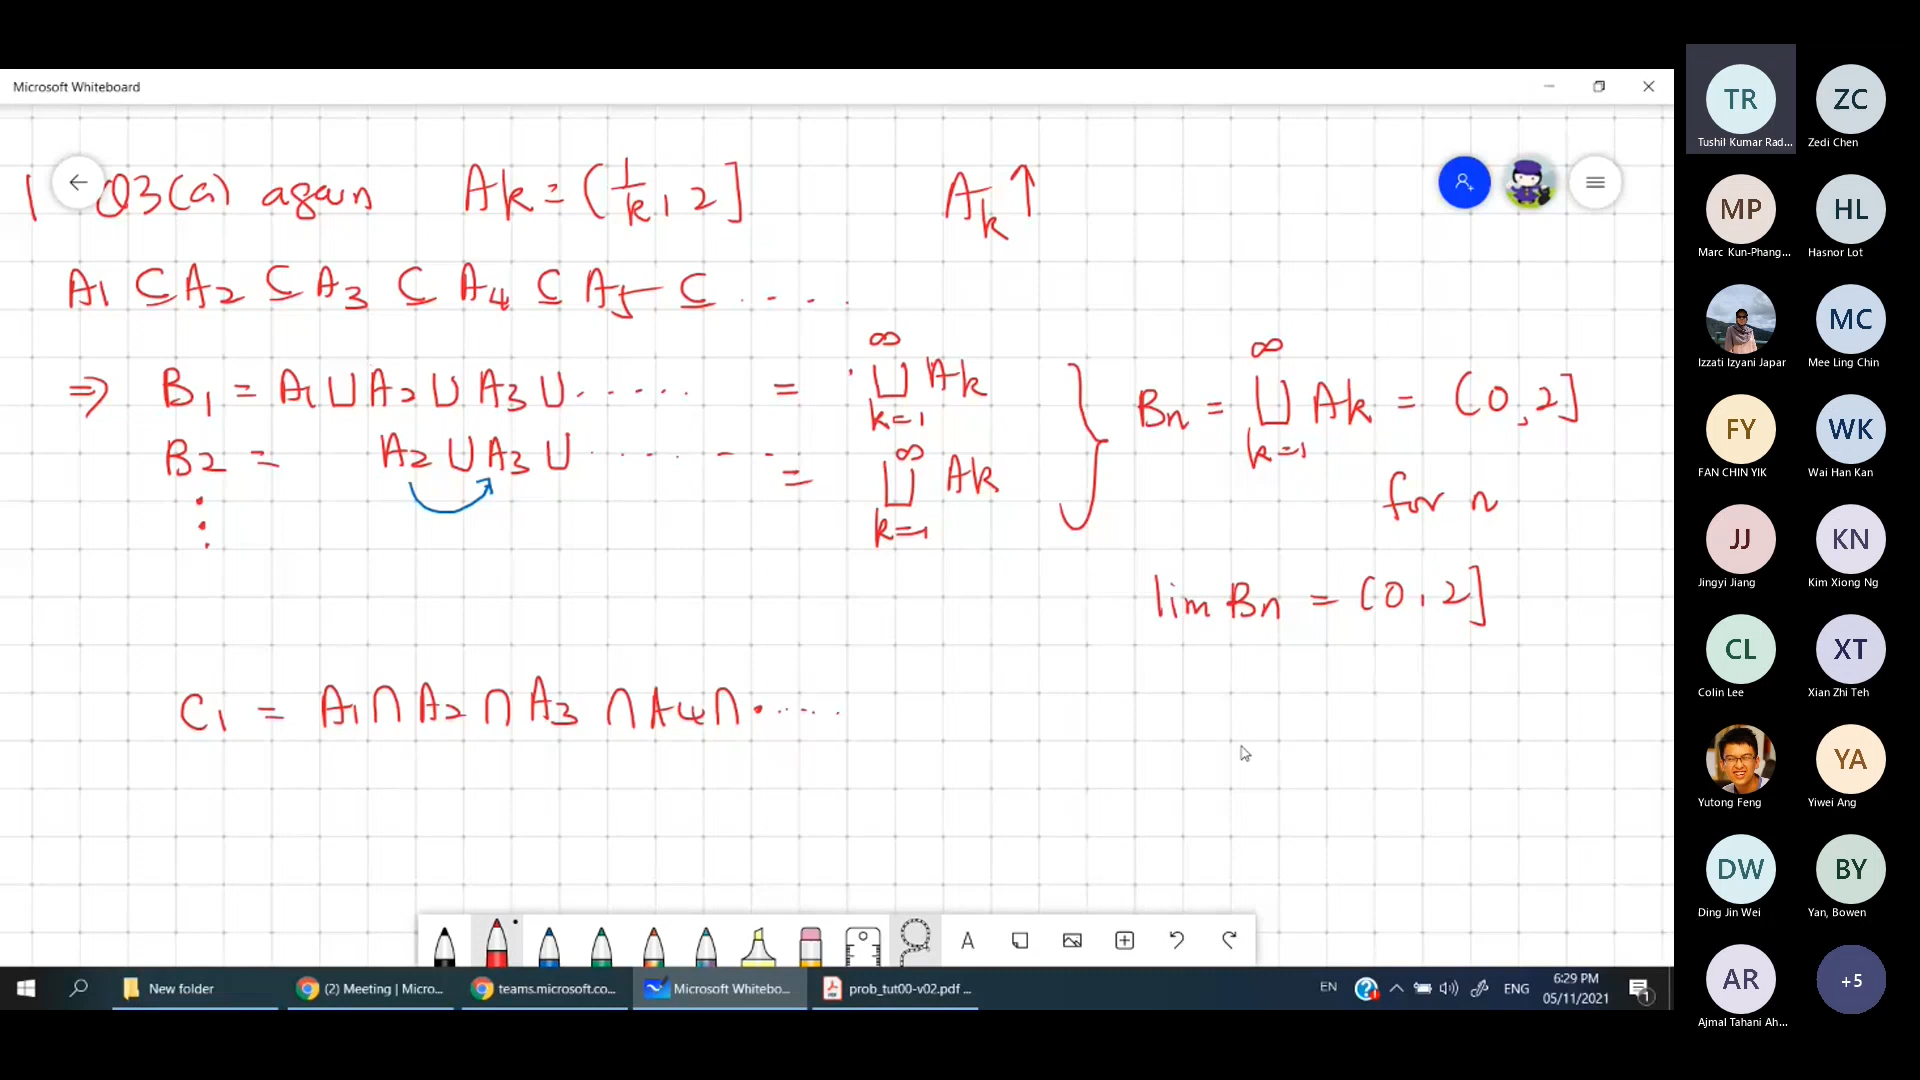 Microsoft Whiteboard
Q3(a) again Ak = (1/k, 2] Ak ↑
A1 ⊆ A2 ⊆ A3 ⊆ A4 ⊆ A5 ⊆ ....
⇒ B1 = A1 ∪ A2 ∪ A3 ∪ ...... = ∞ ∪ k=1 Ak
B2 = A2 ∪ A3 ∪ ...... = ∞ ∪ k=1 Ak
⋮
Bn = ∞ ∪ k=1 Ak = (0, 2]
for n
lim Bn = (0, 2]
C1 = A1 ∩ A2 ∩ A3 ∩ A4 ∩ ......
TR
Tushil Kumar Rad...
ZC
Zedi Chen
MP
Marc Kun-Phang...
HL
Hasnor Lot
Izzati Izyani Japar
MC
Mee Ling Chin
FY
FAN CHIN YIK
WK
Wai Han Kan
JJ
Jingyi Jiang
KN
Kim Xiong Ng
CL
Colin Lee
XT
Xian Zhi Teh
Yutong Feng
YA
Yiwei Ang
DW
Ding Jin Wei
BY
Yan, Bowen
AR
Ajmal Tahani Ah...
+5
A
New folder
(2) Meeting | Micro...
teams.microsoft.co...
Microsoft Whitebo...
prob_tut00-v02.pdf ...
EN
ENG
6:29 PM
05/11/2021
1